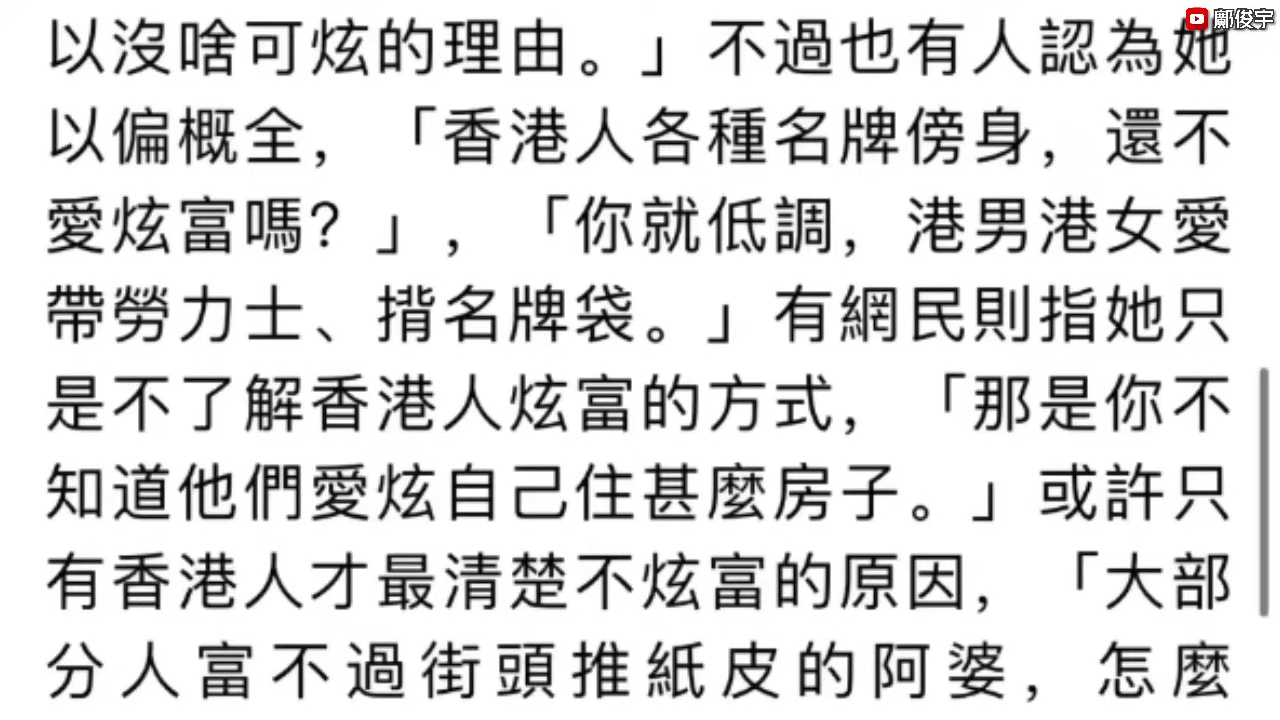 鄺俊宇
以沒啥可炫的理由。」不過也有人認為她
以偏概全，「香港人各種名牌傍身，還不
愛炫富嗎？」，「你就低調，港男港女愛
帶勞力士、揹名牌袋。」有網民則指她只
是不了解香港人炫富的方式，「那是你不
知道他們愛炫自己住甚麼房子。」或許只
有香港人才最清楚不炫富的原因，「大部
分人富不過街頭推紙皮的阿婆，怎麼